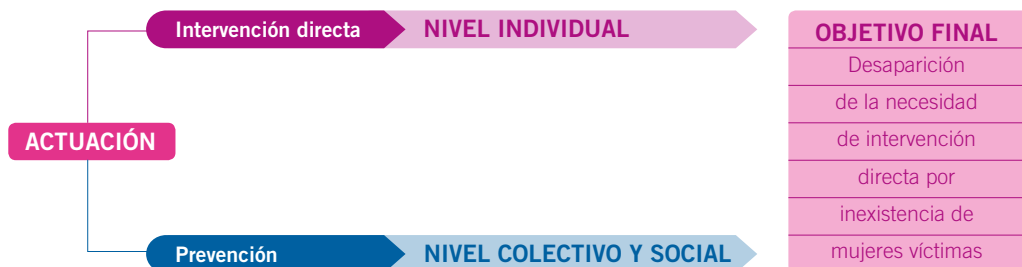 Intervención directa
NIVEL INDIVIDUAL
OBJETIVO FINAL
Desaparición
de la necesidad
de intervención
directa por
inexistencia de
mujeres víctimas
ACTUACIÓN
Prevención
NIVEL COLECTIVO Y SOCIAL